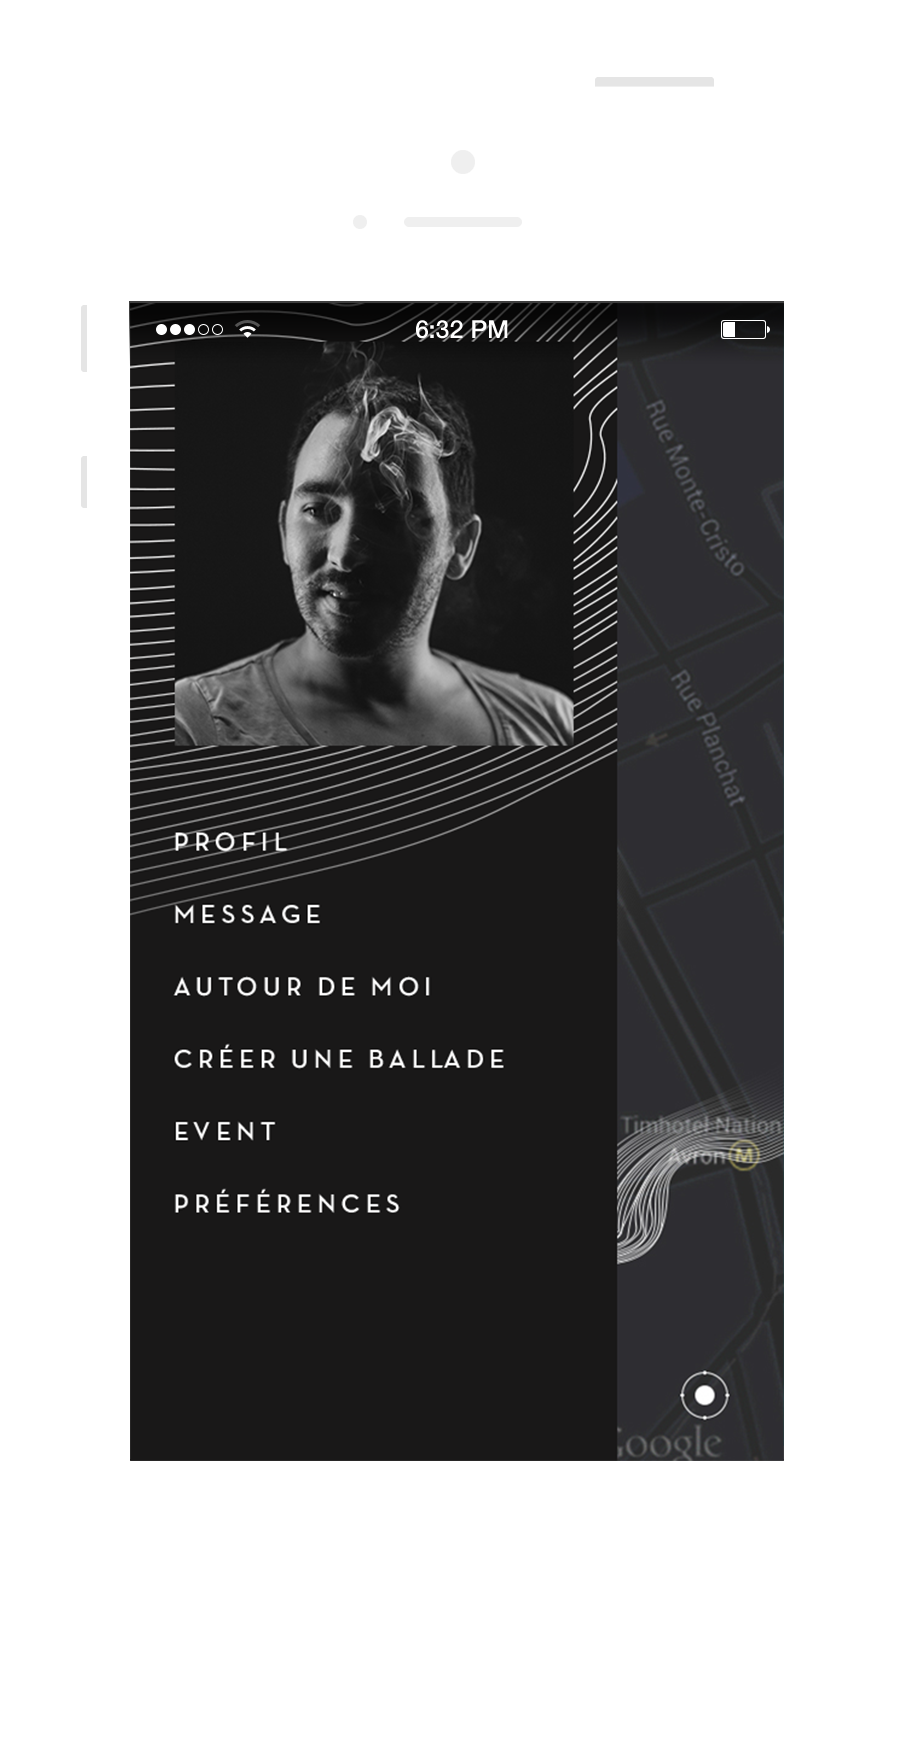 6:32 PM
Rue Monte-Cristo
Rue Planchat
PROFIL
MESSAGE
AUTOUR DE MOI
CRÉER UNE BALLADE
EVENT
PRÉFÉRENCES
Timhotel Nation
Avron M
Google